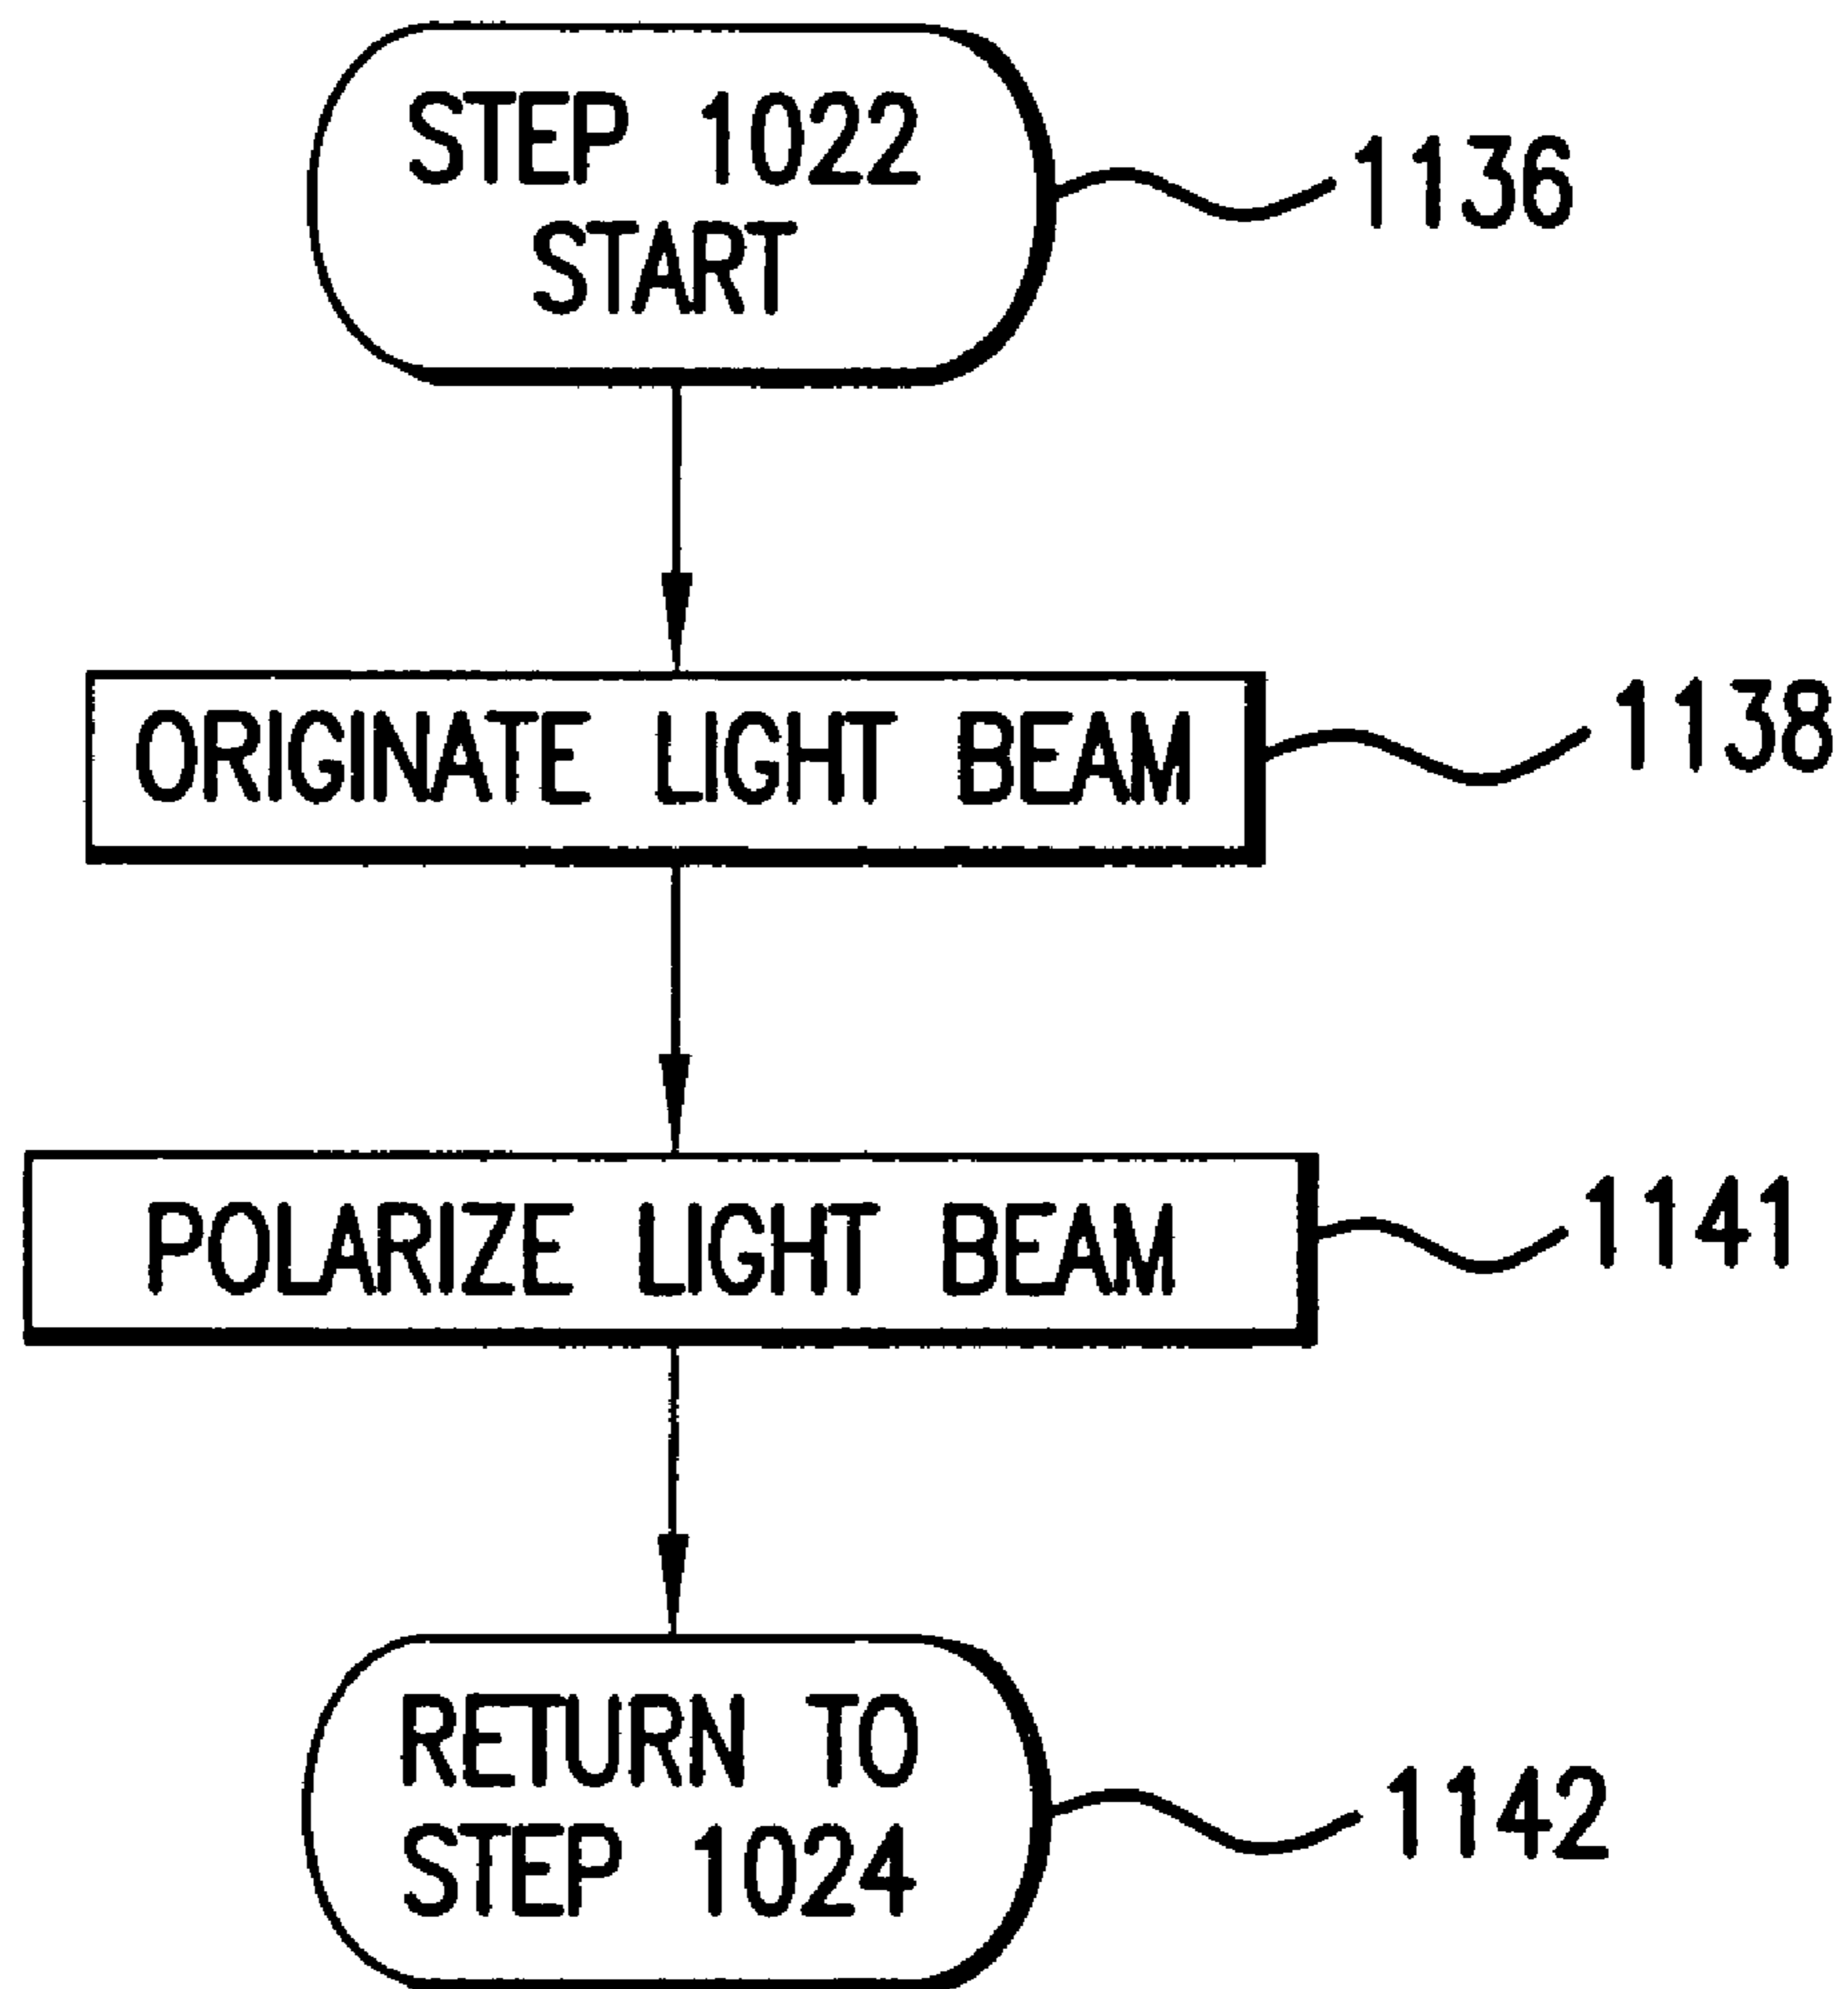 STEP 1022
START
1136
ORIGINATE LIGHT BEAM
1138
POLARIZE LIGHT BEAM
1141
RETURN TO
STEP 1024
1142